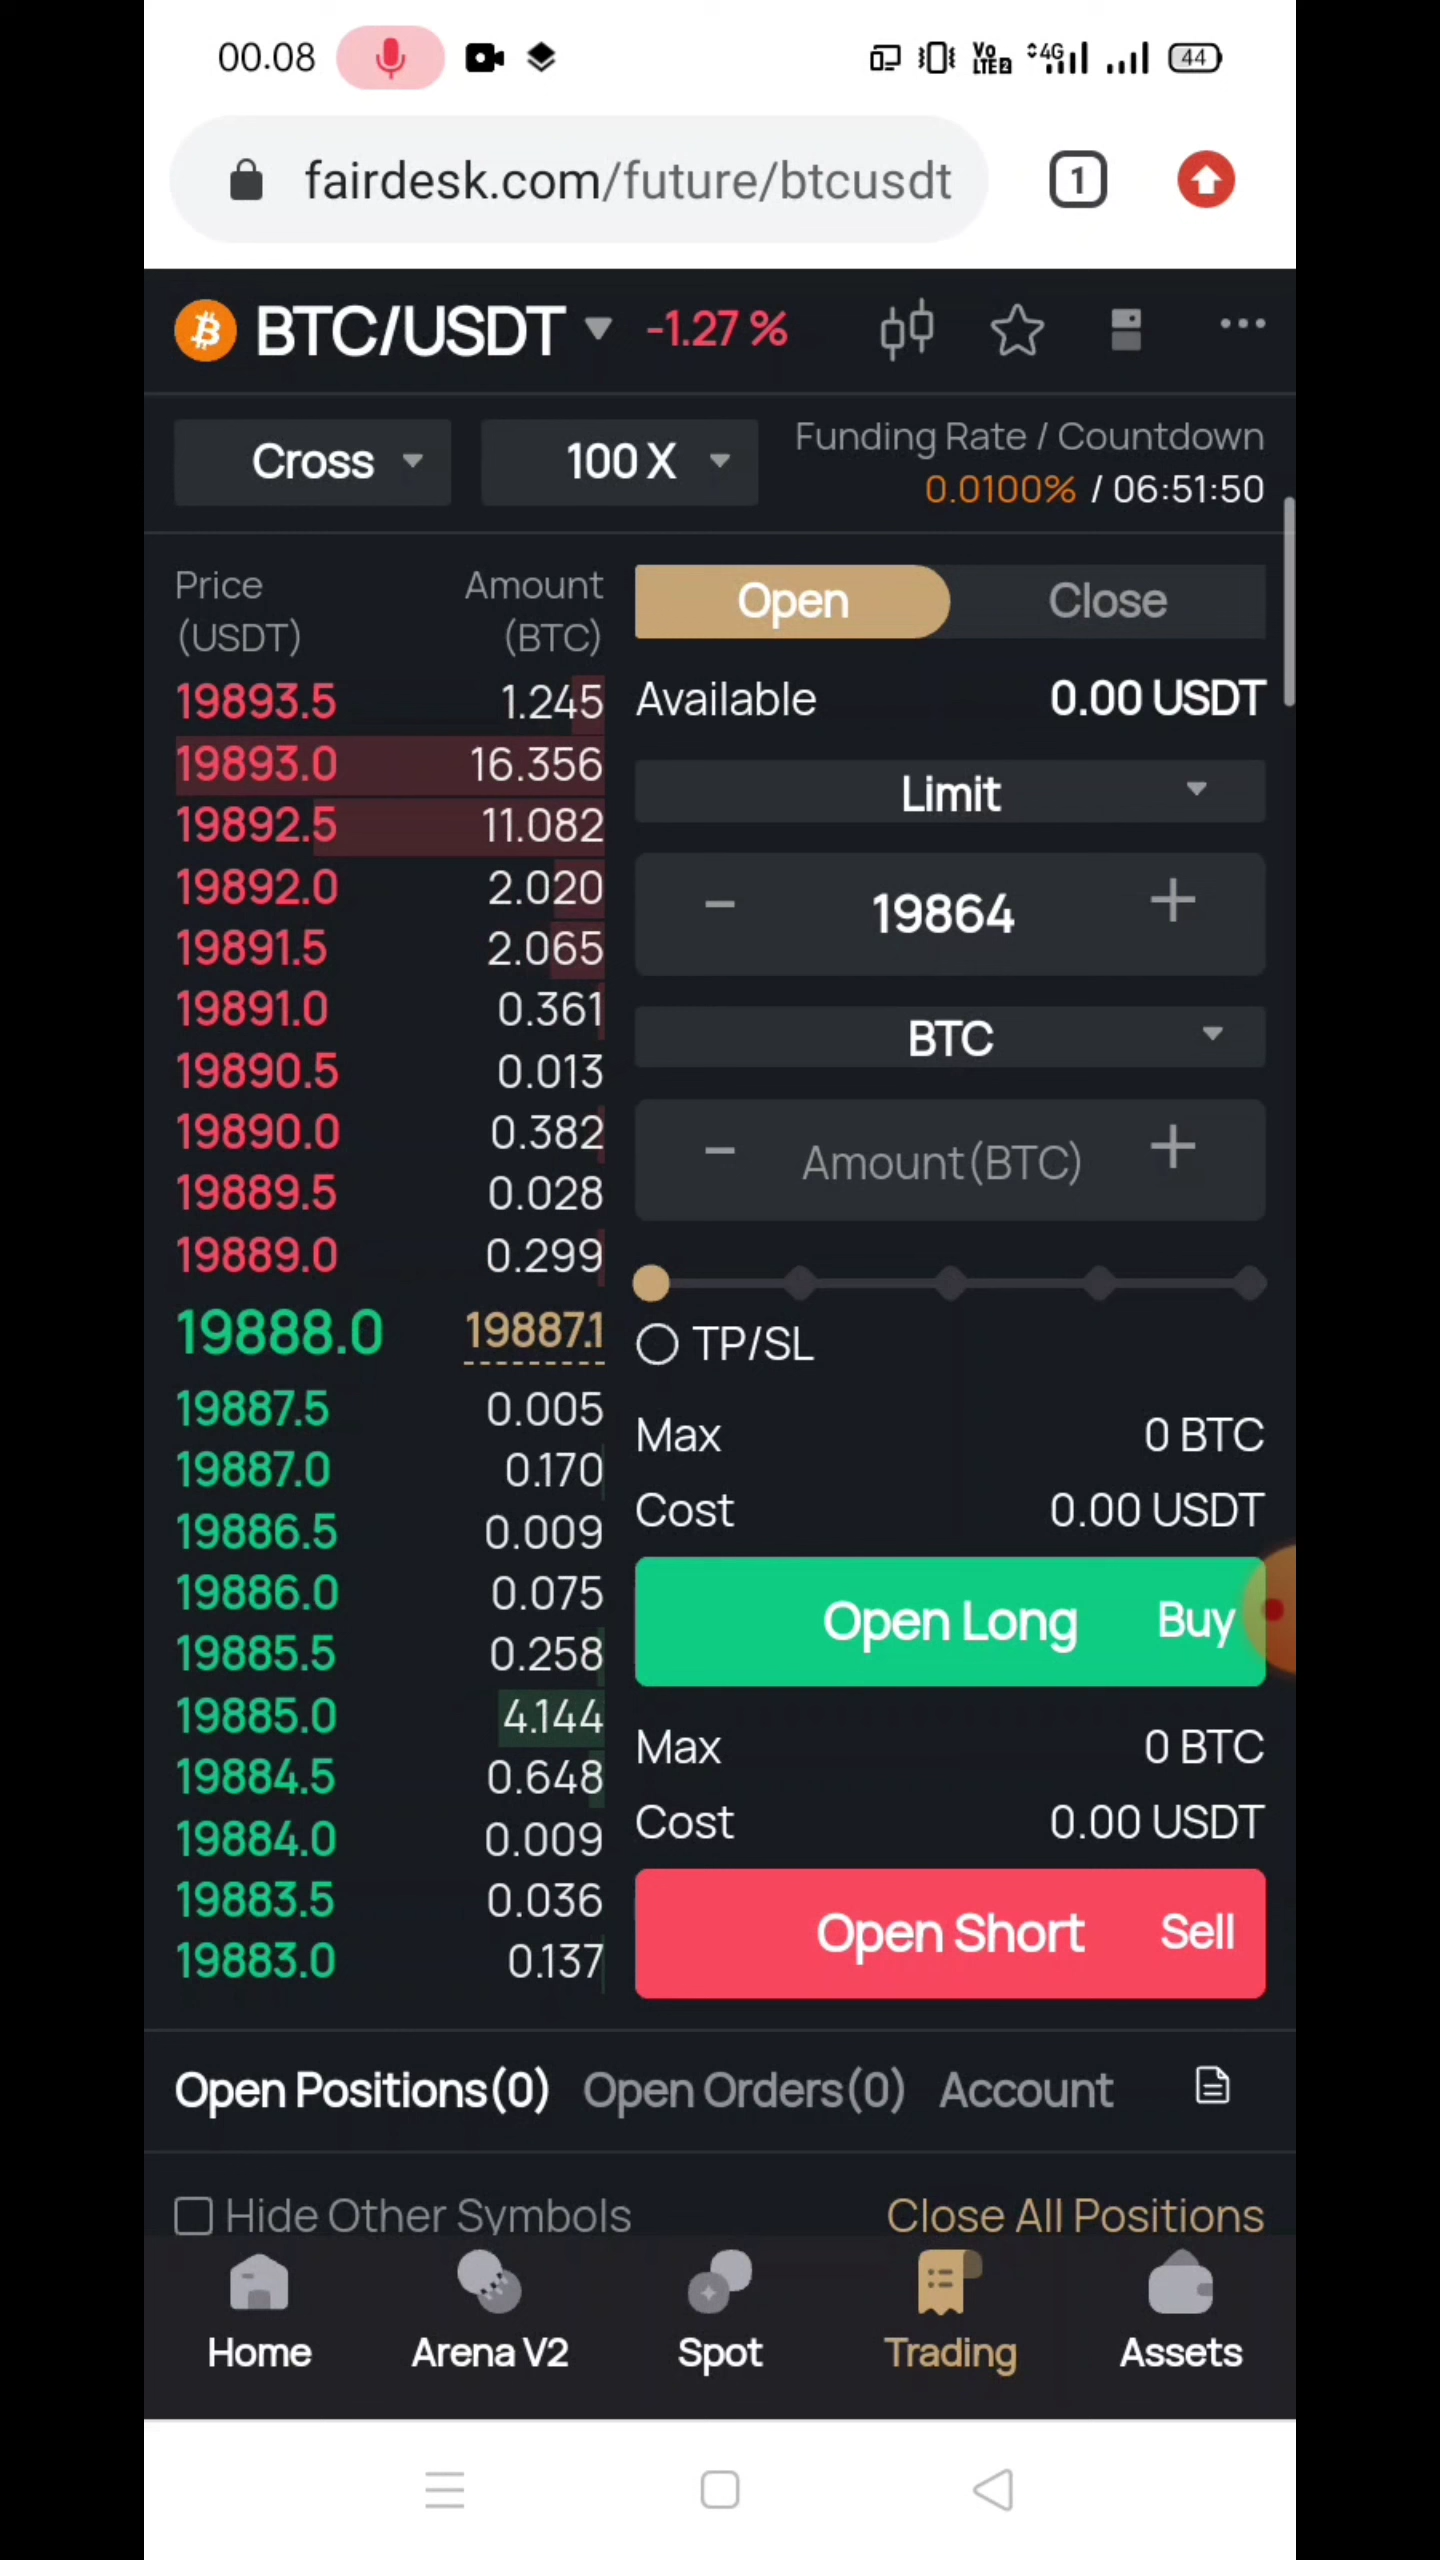 00.08
Vo LTE2 4G 44
fairdesk.com/future/btcusdt 1
BTC/USDT -1.27 %
Cross 100 X Funding Rate / Countdown
0.0100% / 06:51:50
Price Amount
(USDT) (BTC)
19893.5 1.245
19893.0 16.356
19892.5 11.082
19892.0 2.020
19891.5 2.065
19891.0 0.361
19890.5 0.013
19890.0 0.382
19889.5 0.028
19889.0 0.299
19888.0 19887.1
19887.5 0.005
19887.0 0.170
19886.5 0.009
19886.0 0.075
19885.5 0.258
19885.0 4.144
19884.5 0.648
19884.0 0.009
19883.5 0.036
19883.0 0.137
Open Close
Available 0.00 USDT
Limit
− 19864 +
BTC
− Amount(BTC) +
TP/SL
Max 0 BTC
Cost 0.00 USDT
Open Long Buy
Max 0 BTC
Cost 0.00 USDT
Open Short Sell
Open Positions(0) Open Orders(0) Account
Hide Other Symbols Close All Positions
Home Arena V2 Spot Trading Assets